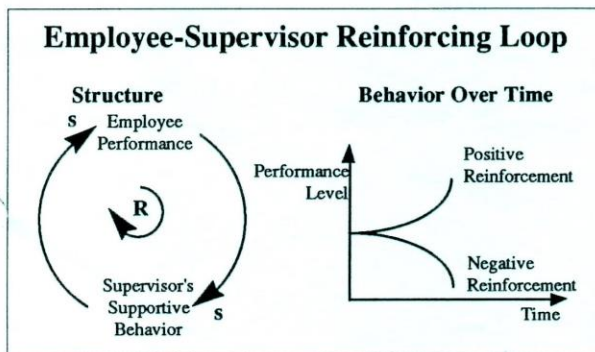 Employee-Supervisor Reinforcing Loop
Structure
s
Employee
Performance
R
Supervisor's
Supportive
Behavior
s
Behavior Over Time
Performance
Level
Positive
Reinforcement
Negative
Reinforcement
Time